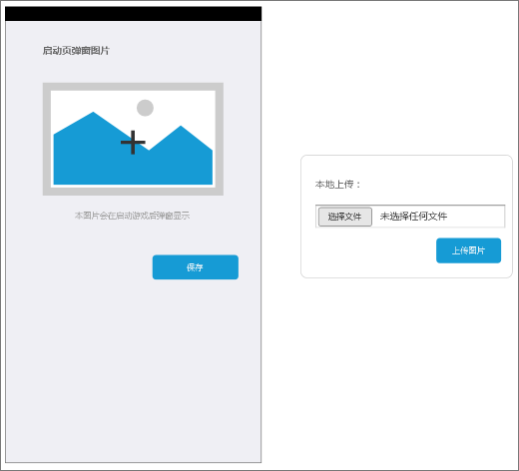 启动页弹窗图片
本图片会在启动游戏或弹窗显示
保存
本地上传：
选择文件 未选择任何文件
上传图片